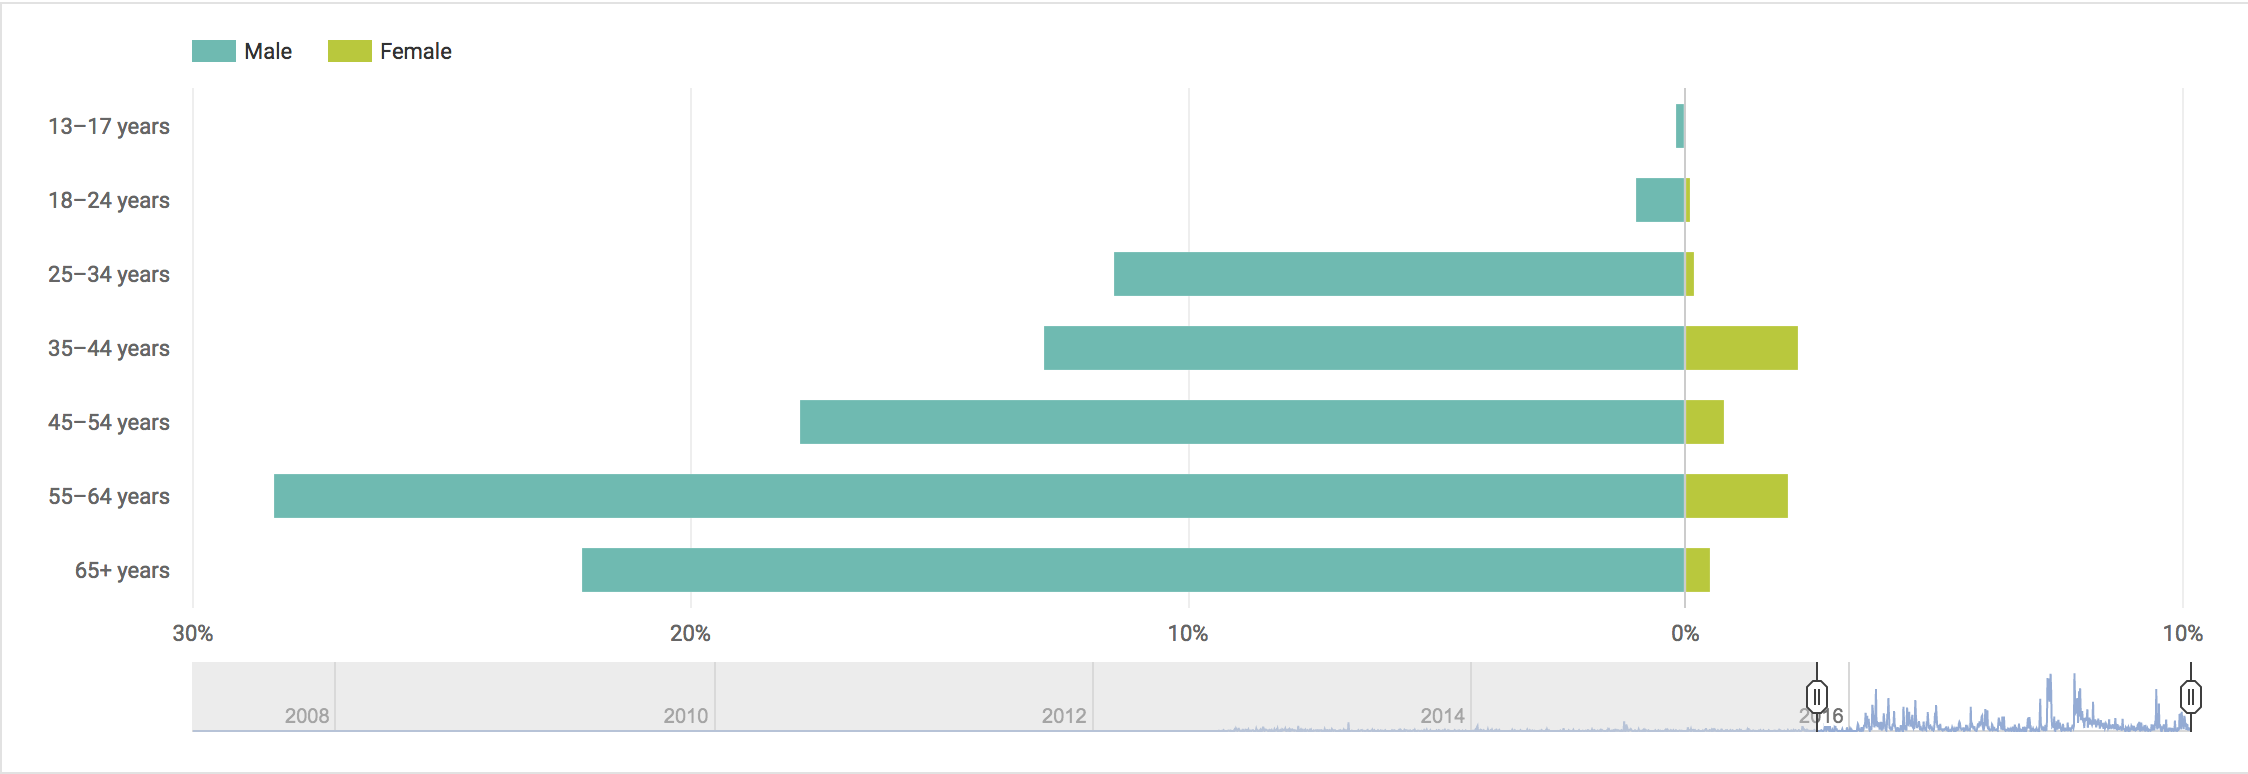 Male Female
13–17 years
18–24 years
25–34 years
35–44 years
45–54 years
55–64 years
65+ years
30% 20% 10% 0% 10%
2008 2010 2012 2014 2016